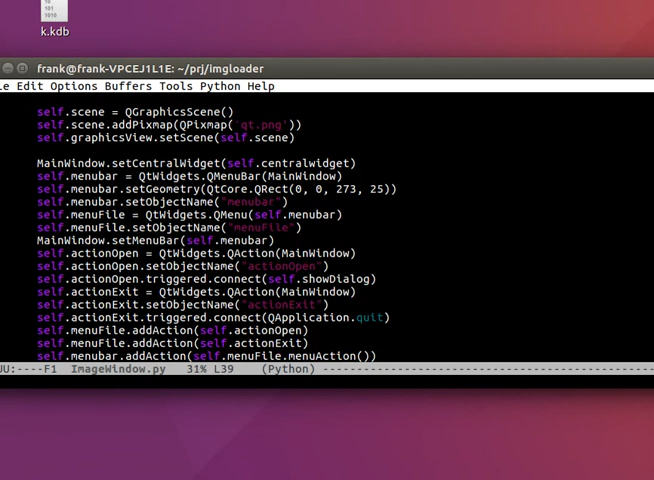 10
101
1010
k.kdb
frank@frank-VPCEJ1L1E: ~/prj/imgloader
le Edit Options Buffers Tools Python Help
self.scene = QGraphicsScene()
self.scene.addPixmap(QPixmap('qt.png'))
self.graphicsView.setScene(self.scene)
MainWindow.setCentralWidget(self.centralwidget)
self.menubar = QtWidgets.QMenuBar(MainWindow)
self.menubar.setGeometry(QtCore.QRect(0, 0, 273, 25))
self.menubar.setObjectName("menubar")
self.menuFile = QtWidgets.QMenu(self.menubar)
self.menuFile.setObjectName("menuFile")
MainWindow.setMenuBar(self.menubar)
self.actionOpen = QtWidgets.QAction(MainWindow)
self.actionOpen.setObjectName("actionOpen")
self.actionOpen.triggered.connect(self.showDialog)
self.actionExit = QtWidgets.QAction(MainWindow)
self.actionExit.setObjectName("actionExit")
self.actionExit.triggered.connect(QApplication.quit)
self.menuFile.addAction(self.actionOpen)
self.menuFile.addAction(self.actionExit)
self.menubar.addAction(self.menuFile.menuAction())
UU:----F1 ImageWindow.py 31% L39 (Python) ----------------------------------------------------------